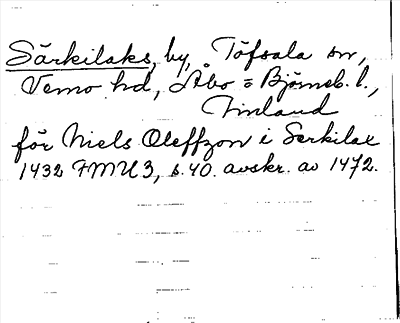 Särkilaks, by, Töfsala sn,
Vemo hd, Åbo = Björneb. l.,
Finland
för Niels Oleffzon i Serkilax
1432 FMU 3, s. 40. avskr. av 1472.